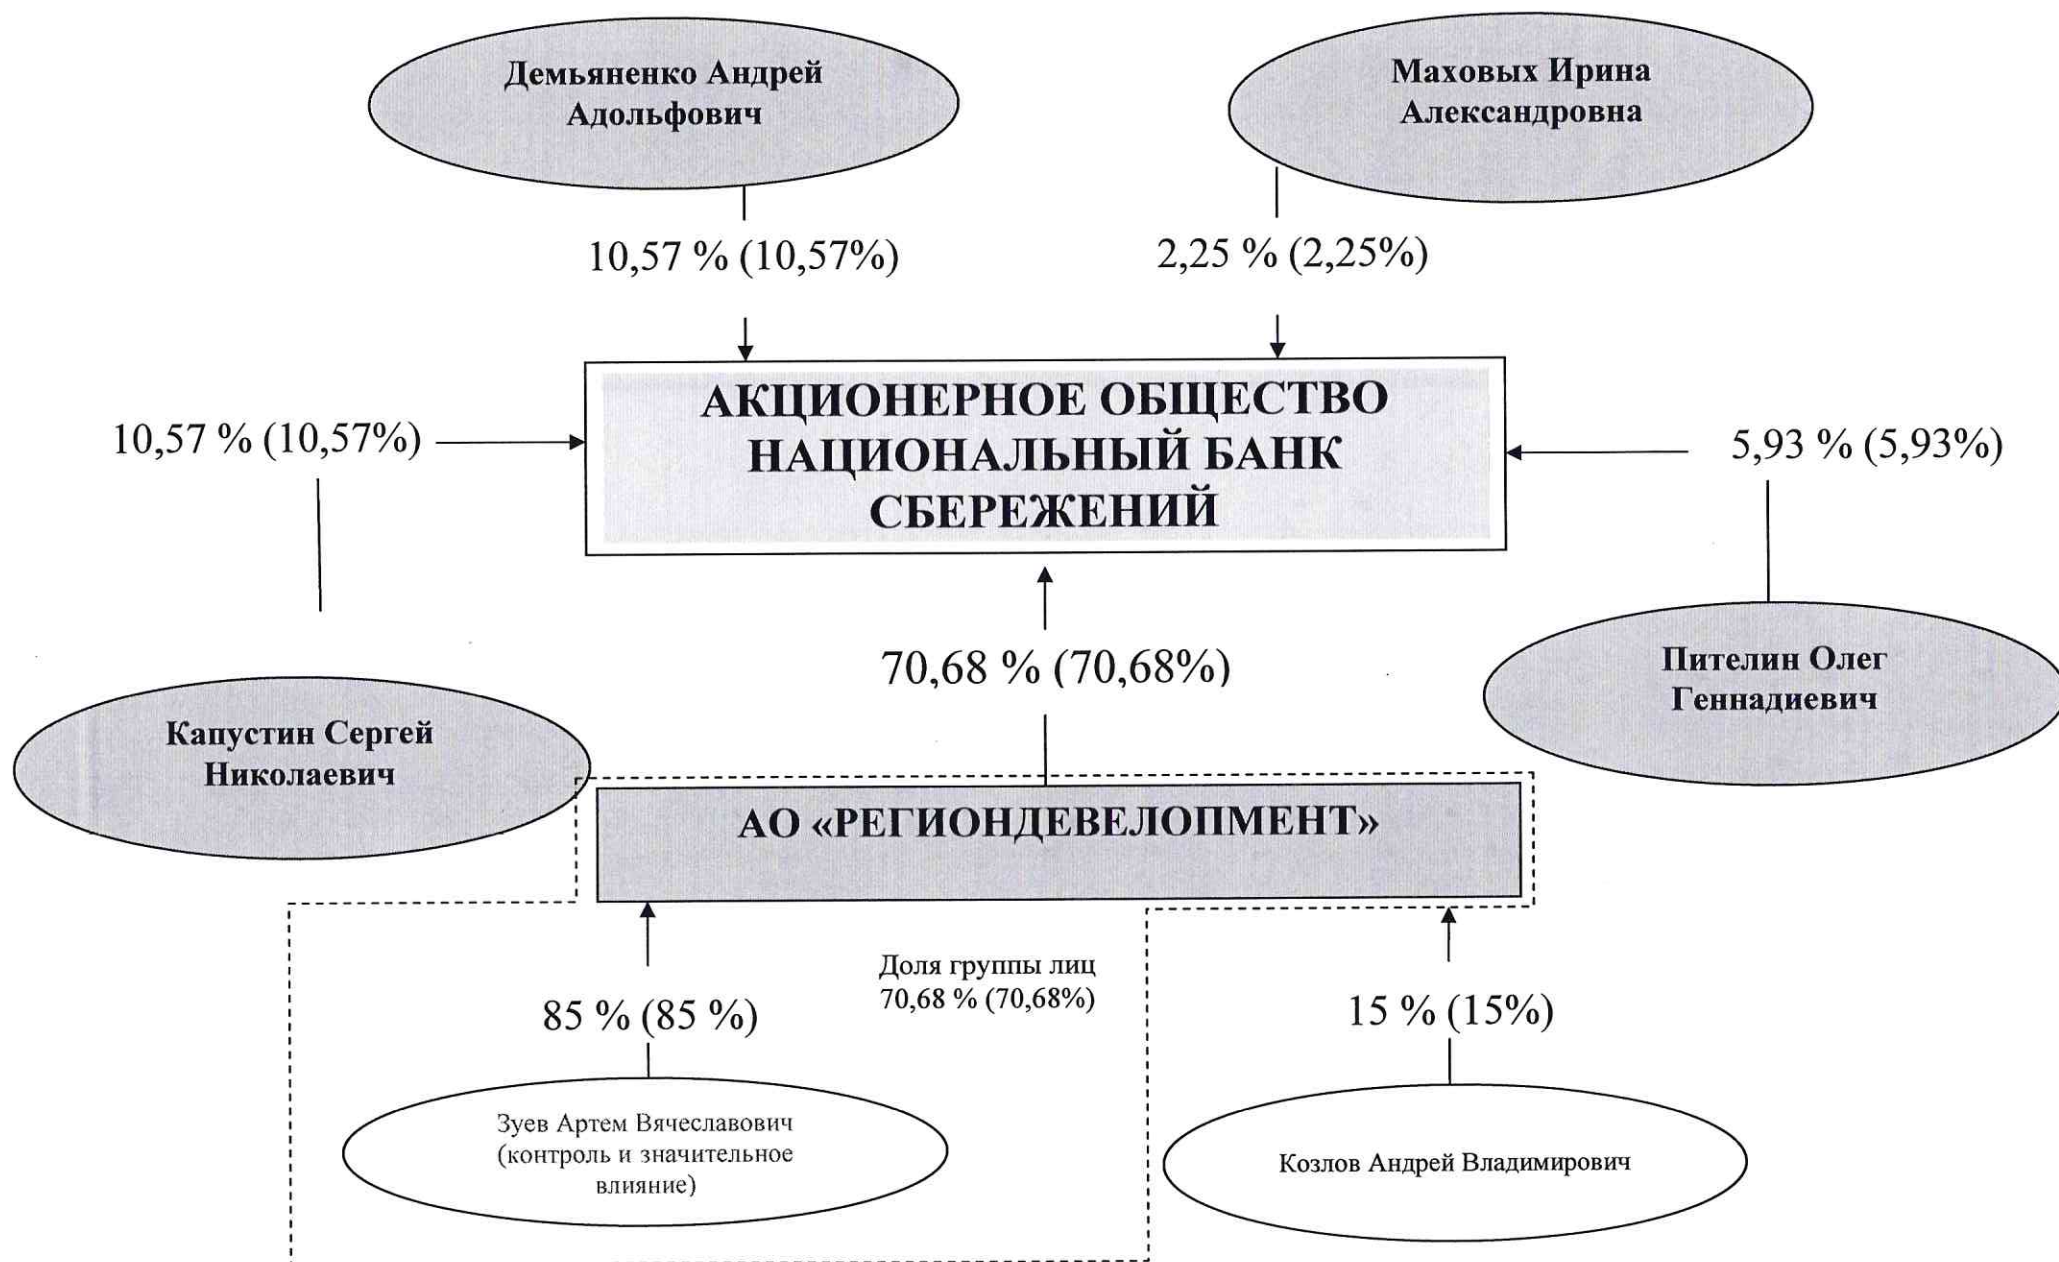 Демьяненко Андрей
Адольфович
Маховых Ирина
Александровна
10,57 % (10,57%)
2,25 % (2,25%)
АКЦИОНЕРНОЕ ОБЩЕСТВО
НАЦИОНАЛЬНЫЙ БАНК
СБЕРЕЖЕНИЙ
10,57 % (10,57%)
5,93 % (5,93%)
70,68 % (70,68%)
Пителин Олег
Геннадиевич
Капустин Сергей
Николаевич
АО «РЕГИОНДЕВЕЛОПМЕНТ»
Доля группы лиц
70,68 % (70,68%)
85 % (85 %)
15 % (15%)
Зуев Артем Вячеславович
(контроль и значительное
влияние)
Козлов Андрей Владимирович